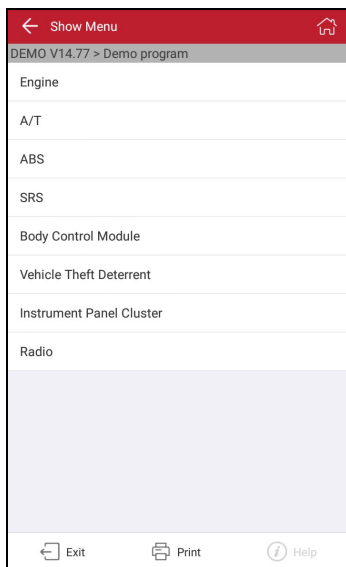 Show Menu
DEMO V14.77 > Demo program
Engine
A/T
ABS
SRS
Body Control Module
Vehicle Theft Deterrent
Instrument Panel Cluster
Radio
Exit Print Help